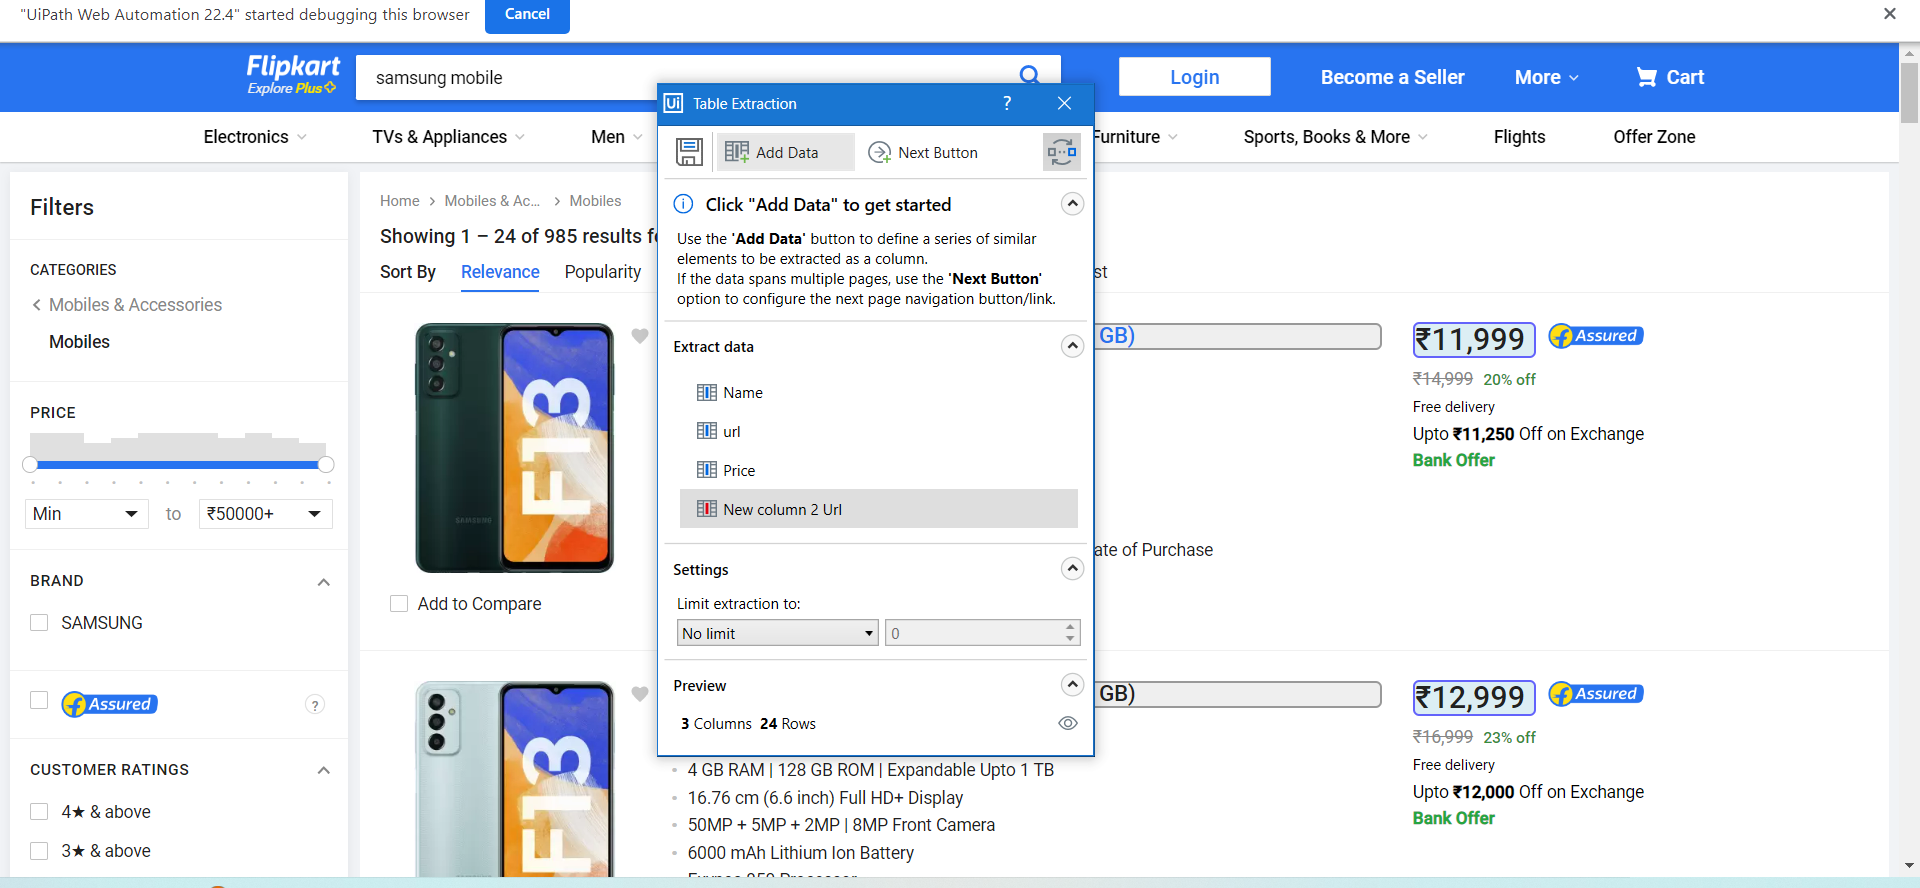 "UiPath Web Automation 22.4" started debugging this browser
Cancel
Flipkart
Explore Plus
samsung mobile
Login
Become a Seller
More
Cart
Electronics
TVs & Appliances
Men
Furniture
Sports, Books & More
Flights
Offer Zone
Filters
CATEGORIES
Mobiles & Accessories
Mobiles
PRICE
Min
to
₹50000+
BRAND
SAMSUNG
Assured
?
CUSTOMER RATINGS
4★ & above
3★ & above
Home > Mobiles & Ac... > Mobiles
Showing 1 – 24 of 985 results
Sort By Relevance Popularity
F13
SAMSUNG
Add to Compare
F13
Ui Table Extraction ?
Add Data
Next Button
Click "Add Data" to get started
Use the 'Add Data' button to define a series of similar
elements to be extracted as a column.
If the data spans multiple pages, use the 'Next Button'
option to configure the next page navigation button/link.
Extract data
Name
url
Price
New column 2 Url
Settings
Limit extraction to:
No limit
0
Preview
3 Columns 24 Rows
4 GB RAM | 128 GB ROM | Expandable Upto 1 TB
16.76 cm (6.6 inch) Full HD+ Display
50MP + 5MP + 2MP | 8MP Front Camera
6000 mAh Lithium Ion Battery
GB)
₹11,999
Assured
₹14,999 20% off
Free delivery
Upto ₹11,250 Off on Exchange
Bank Offer
of Purchase
GB)
₹12,999
Assured
₹16,999 23% off
Free delivery
Upto ₹12,000 Off on Exchange
Bank Offer